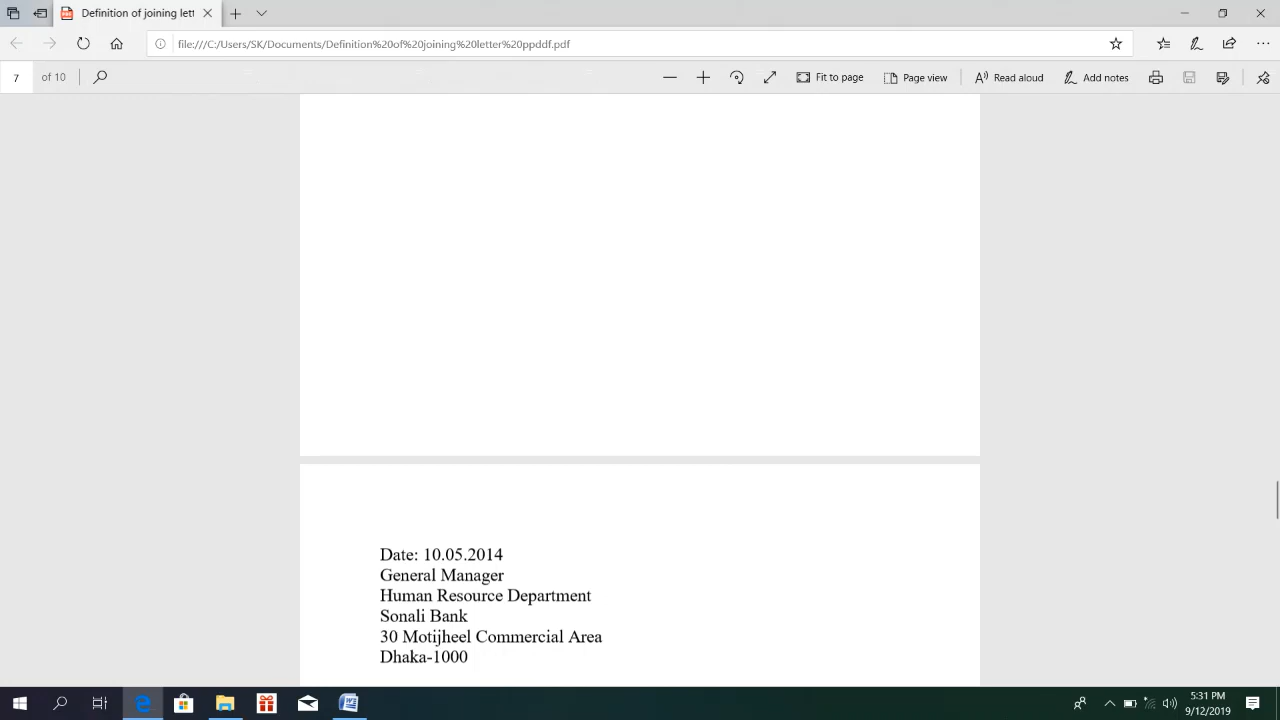 Definition of joining lett
file:///C:/Users/SK/Documents/Definition%20of%20joining%20letter%20ppddf.pdf
7 of 10 Fit to page Page view Read aloud Add notes
Date: 10.05.2014
General Manager
Human Resource Department
Sonali Bank
30 Motijheel Commercial Area
Dhaka-1000
5:31 PM
9/12/2019